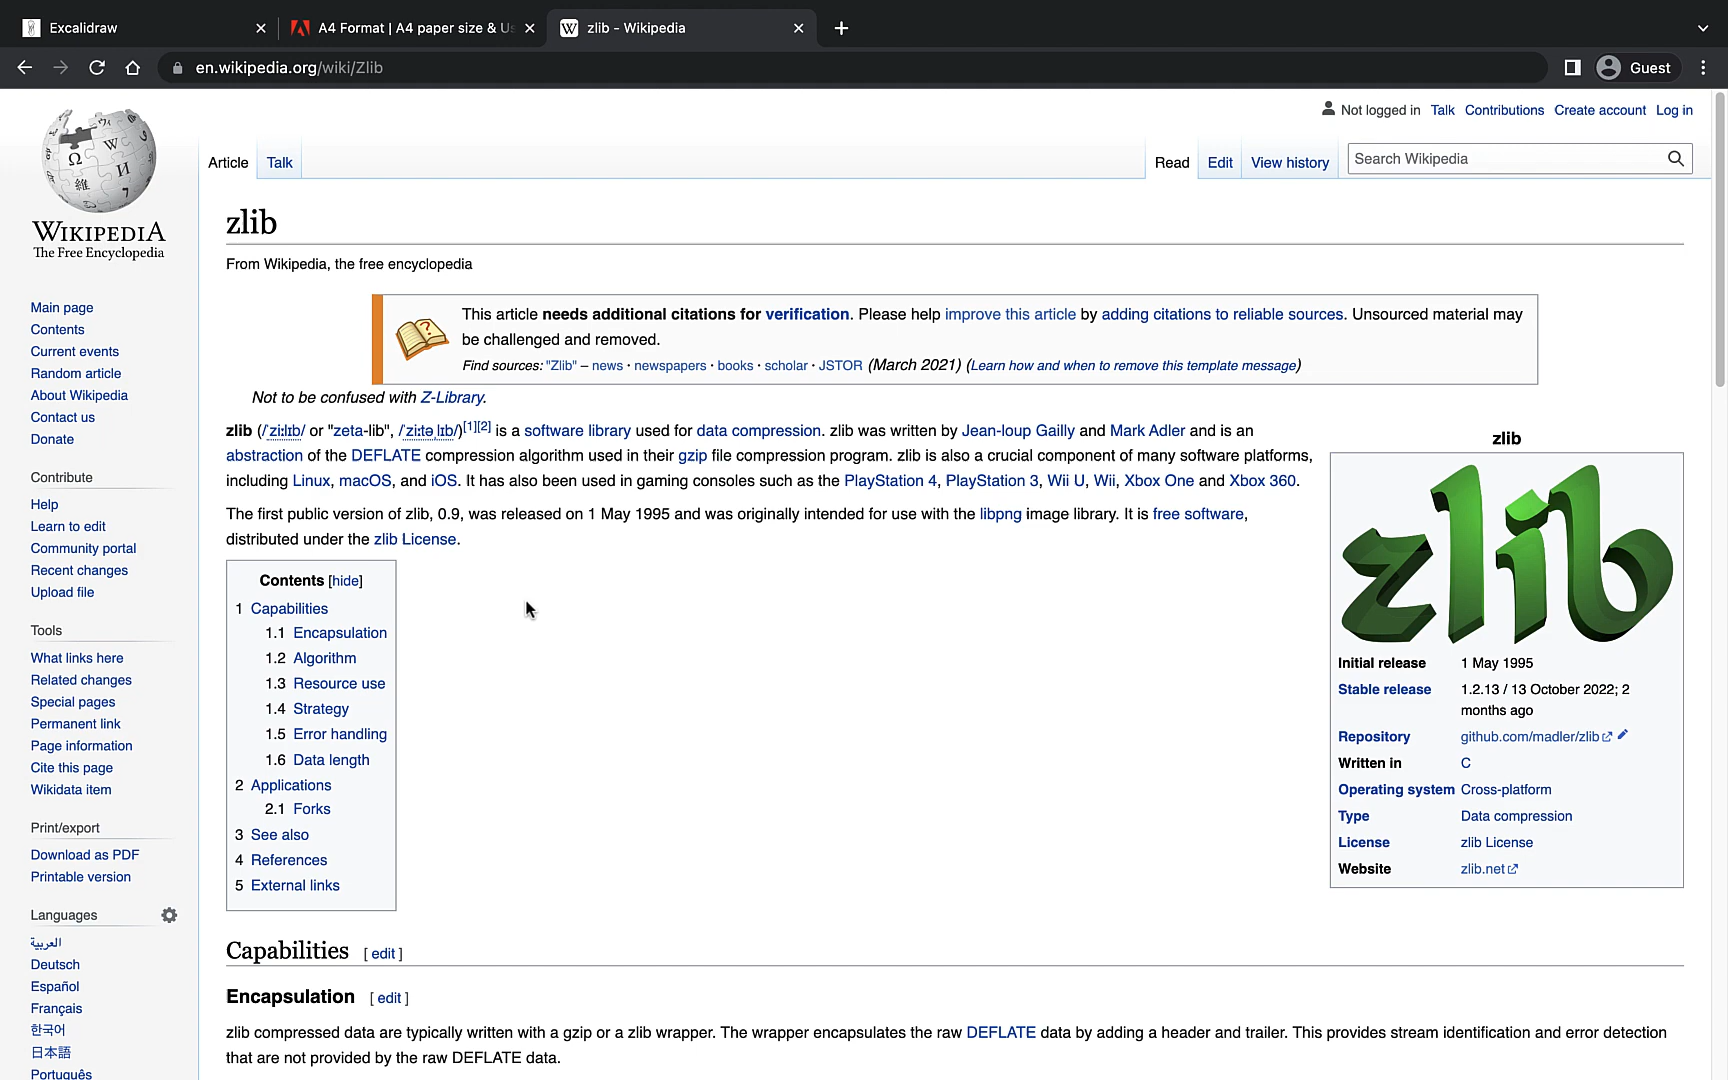 Excalidraw
A4 Format | A4 paper size & Us
zlib - Wikipedia
en.wikipedia.org/wiki/Zlib
Guest
Not logged in Talk Contributions Create account Log in
Article Talk
Read Edit View history
Search Wikipedia
WIKIPEDIA
The Free Encyclopedia
Main page
Contents
Current events
Random article
About Wikipedia
Contact us
Donate
Contribute
Help
Learn to edit
Community portal
Recent changes
Upload file
Tools
What links here
Related changes
Special pages
Permanent link
Page information
Cite this page
Wikidata item
Print/export
Download as PDF
Printable version
Languages
العربية
Deutsch
Español
Français
한국어
日本語
Português
zlib
From Wikipedia, the free encyclopedia
This article needs additional citations for verification. Please help improve this article by adding citations to reliable sources. Unsourced material may
be challenged and removed.
Find sources: "Zlib" – news · newspapers · books · scholar · JSTOR (March 2021) (Learn how and when to remove this template message)
Not to be confused with Z-Library.
zlib (/ˈziːlɪb/ or "zeta-lib", /ˈziːtəˌlɪb/)[1][2] is a software library used for data compression. zlib was written by Jean-loup Gailly and Mark Adler and is an
abstraction of the DEFLATE compression algorithm used in their gzip file compression program. zlib is also a crucial component of many software platforms,
including Linux, macOS, and iOS. It has also been used in gaming consoles such as the PlayStation 4, PlayStation 3, Wii U, Wii, Xbox One and Xbox 360.
The first public version of zlib, 0.9, was released on 1 May 1995 and was originally intended for use with the libpng image library. It is free software,
distributed under the zlib License.
Contents [hide]
1 Capabilities
1.1 Encapsulation
1.2 Algorithm
1.3 Resource use
1.4 Strategy
1.5 Error handling
1.6 Data length
2 Applications
2.1 Forks
3 See also
4 References
5 External links
zlib
zlib
Initial release 1 May 1995
Stable release 1.2.13 / 13 October 2022; 2
months ago
Repository github.com/madler/zlib
Written in C
Operating system Cross-platform
Type Data compression
License zlib License
Website zlib.net
Capabilities [ edit ]
Encapsulation [ edit ]
zlib compressed data are typically written with a gzip or a zlib wrapper. The wrapper encapsulates the raw DEFLATE data by adding a header and trailer. This provides stream identification and error detection
that are not provided by the raw DEFLATE data.